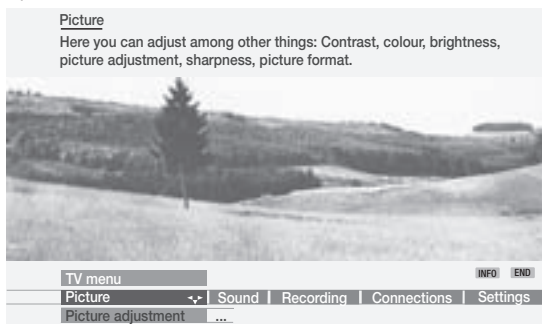 Picture
Here you can adjust among other things: Contrast, colour, brightness,
picture adjustment, sharpness, picture format.
INFO END
TV menu
Picture Sound Recording Connections Settings
Picture adjustment ...